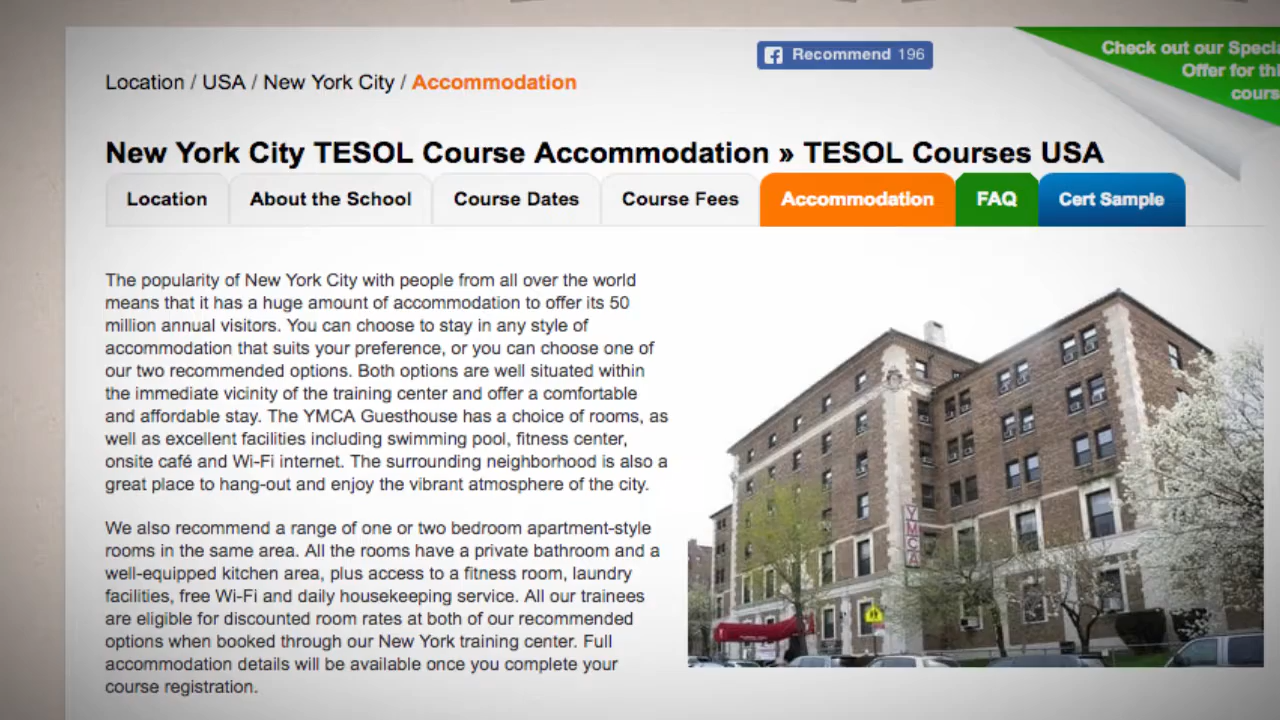 Recommend 196
Check out our Specia
Offer for thi
cours
Location / USA / New York City / Accommodation
New York City TESOL Course Accommodation » TESOL Courses USA
Location
About the School
Course Dates
Course Fees
Accommodation
FAQ
Cert Sample
The popularity of New York City with people from all over the world
means that it has a huge amount of accommodation to offer its 50
million annual visitors. You can choose to stay in any style of
accommodation that suits your preference, or you can choose one of
our two recommended options. Both options are well situated within
the immediate vicinity of the training center and offer a comfortable
and affordable stay. The YMCA Guesthouse has a choice of rooms, as
well as excellent facilities including swimming pool, fitness center,
onsite café and Wi-Fi internet. The surrounding neighborhood is also a
great place to hang-out and enjoy the vibrant atmosphere of the city.
We also recommend a range of one or two bedroom apartment-style
rooms in the same area. All the rooms have a private bathroom and a
well-equipped kitchen area, plus access to a fitness room, laundry
facilities, free Wi-Fi and daily housekeeping service. All our trainees
are eligible for discounted room rates at both of our recommended
options when booked through our New York training center. Full
accommodation details will be available once you complete your
course registration.
YMCA